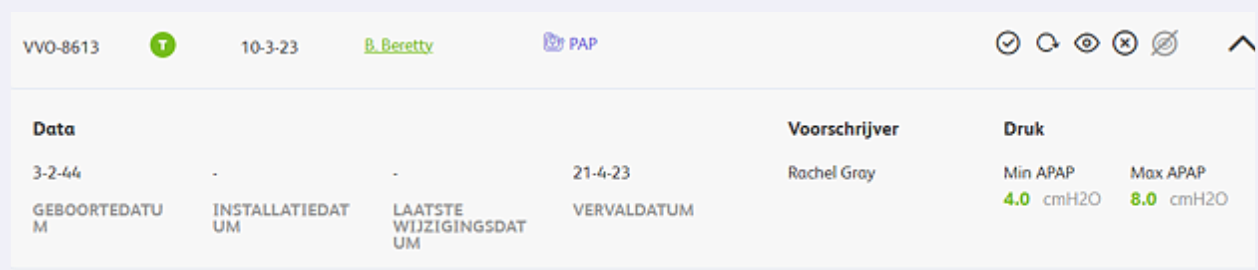 VVO-8613 T 10-3-23 B. Beretty PAP
Data Voorschrijver Druk
3-2-44 - - 21-4-23 Rachel Gray Min APAP Max APAP
4.0 cmH2O 8.0 cmH2O
GEBOORTEDATU INSTALLATIEDAT LAATSTE VERVALDATUM
M UM WIJZIGINGSDAT
UM